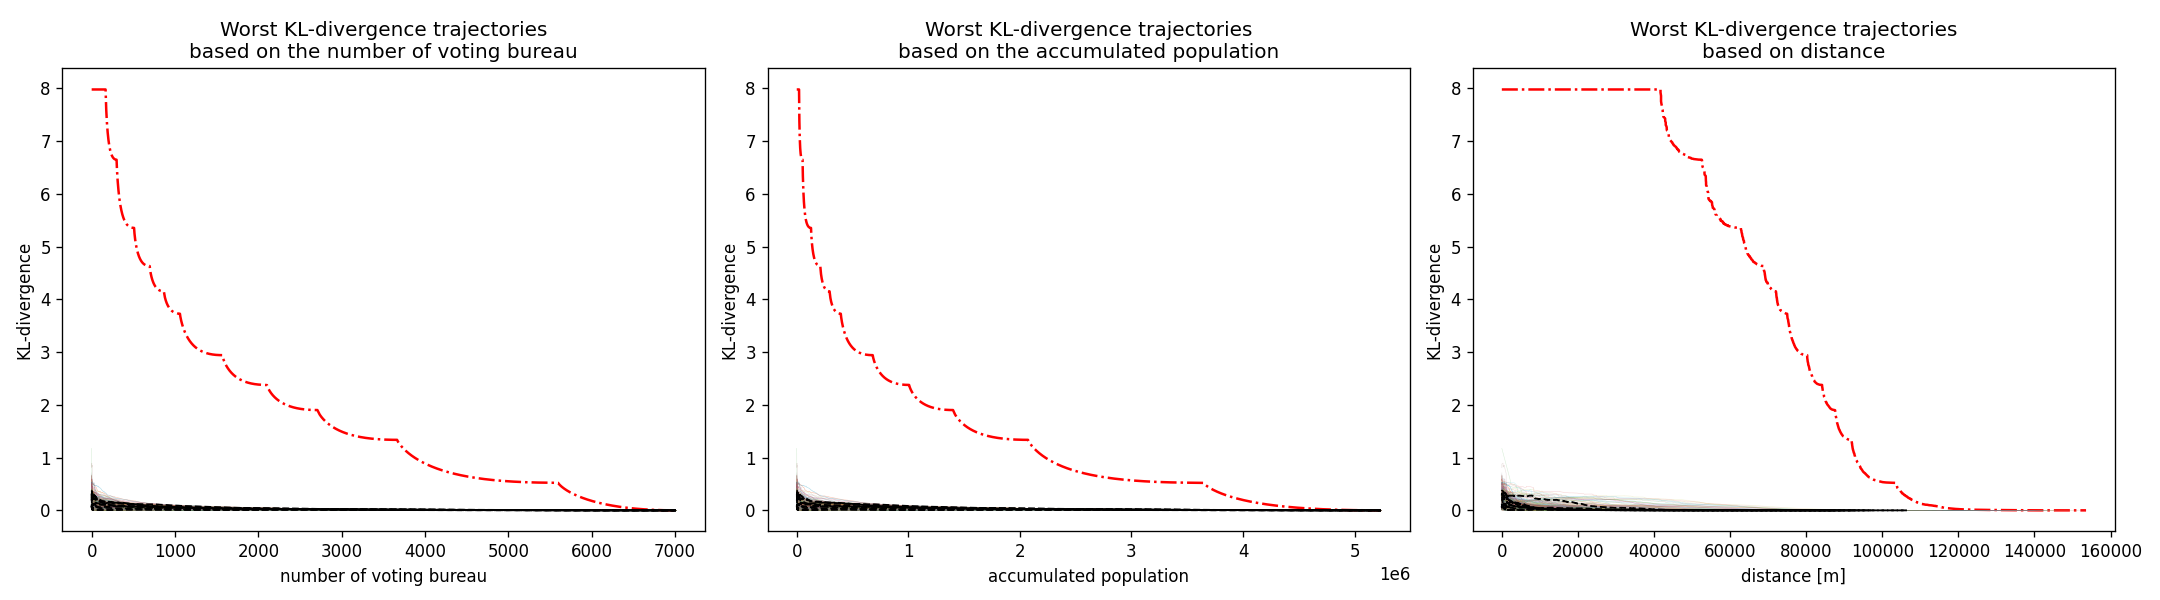 Worst KL-divergence trajectories
based on the number of voting bureau
8
7
6
5
4
3
2
1
0
KL-divergence
0 1000 2000 3000 4000 5000 6000 7000
number of voting bureau
Worst KL-divergence trajectories
based on the accumulated population
8
7
6
5
4
3
2
1
0
KL-divergence
0 1 2 3 4 5
1e6
accumulated population
Worst KL-divergence trajectories
based on distance
8
7
6
5
4
3
2
1
0
KL-divergence
0 20000 40000 60000 80000 100000 120000 140000 160000
distance [m]